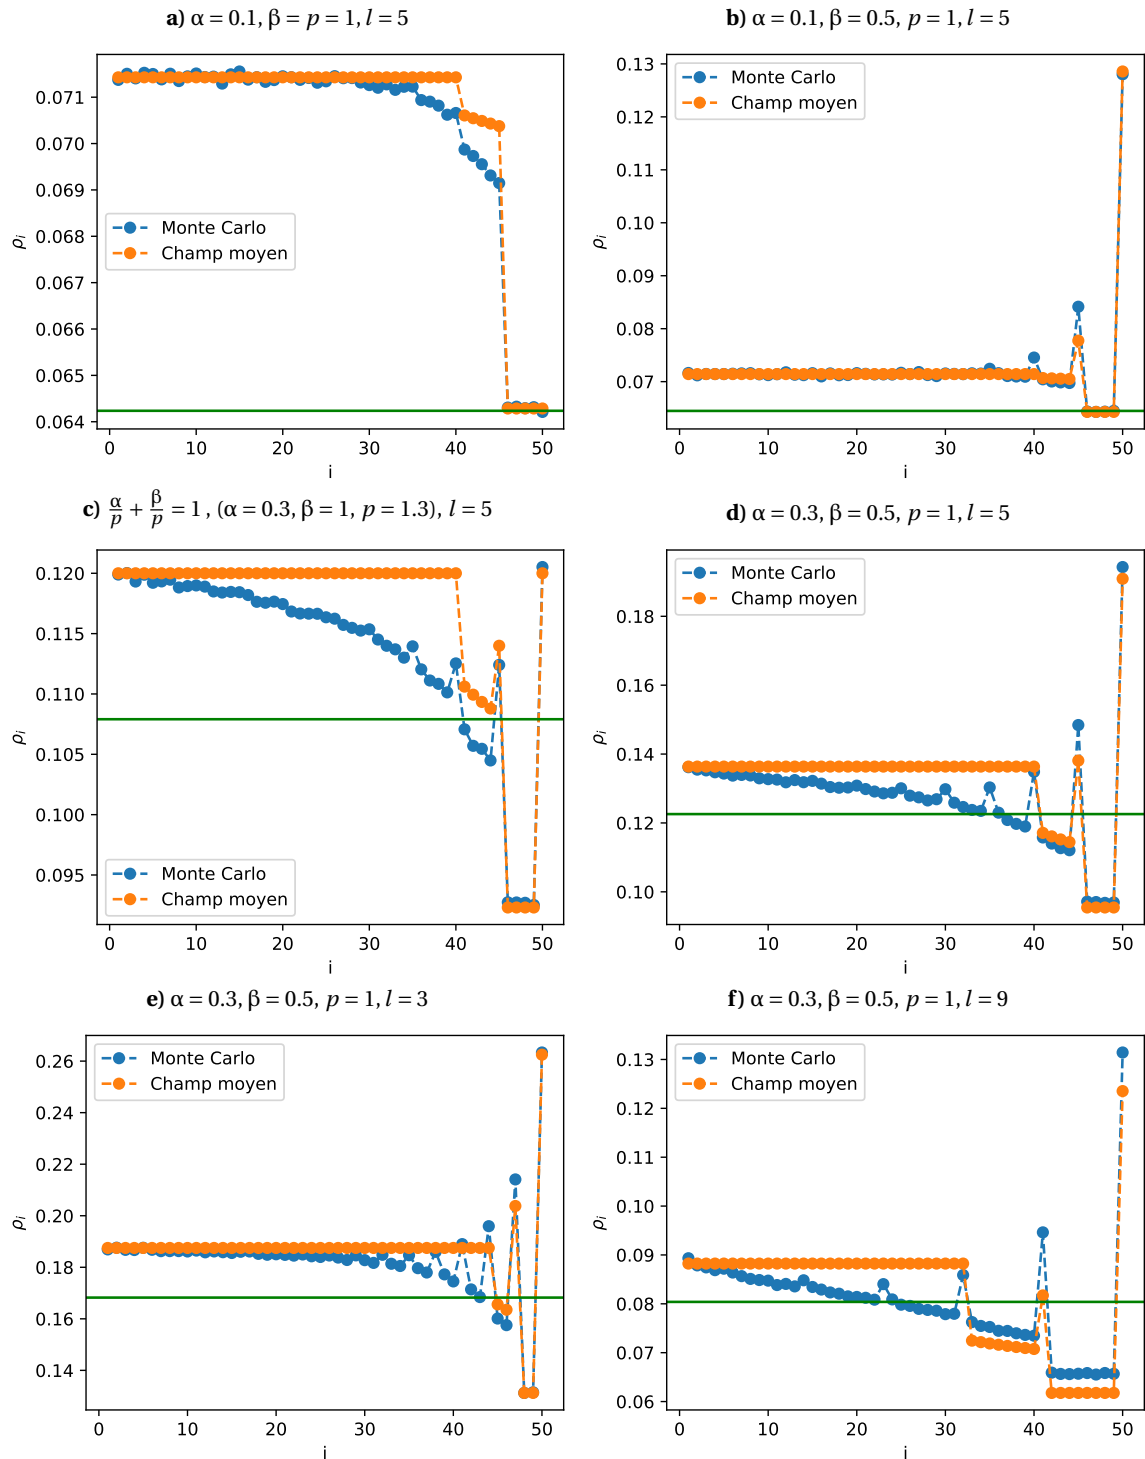 a) α = 0.1, β = p = 1, l = 5
0.071
0.070
0.069
0.068
0.067
0.066
0.065
0.064
ρi
Monte Carlo
Champ moyen
0 10 20 30 40 50
i
b) α = 0.1, β = 0.5, p = 1, l = 5
0.13
0.12
0.11
0.10
0.09
0.08
0.07
ρi
Monte Carlo
Champ moyen
0 10 20 30 40 50
i
c) α/p + β/p = 1 , (α = 0.3, β = 1, p = 1.3), l = 5
0.120
0.115
0.110
0.105
0.100
0.095
ρi
Monte Carlo
Champ moyen
0 10 20 30 40 50
i
d) α = 0.3, β = 0.5, p = 1, l = 5
0.18
0.16
0.14
0.12
0.10
ρi
Monte Carlo
Champ moyen
0 10 20 30 40 50
i
e) α = 0.3, β = 0.5, p = 1, l = 3
0.26
0.24
0.22
0.20
0.18
0.16
0.14
ρi
Monte Carlo
Champ moyen
0 10 20 30 40 50
i
f) α = 0.3, β = 0.5, p = 1, l = 9
0.13
0.12
0.11
0.10
0.09
0.08
0.07
0.06
ρi
Monte Carlo
Champ moyen
0 10 20 30 40 50
i